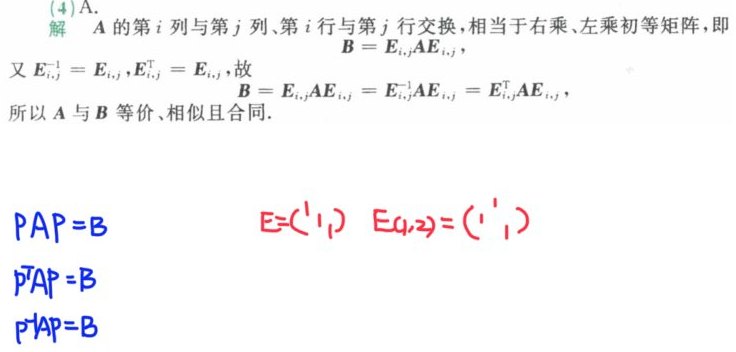 (4) A.
解 A 的第 i 列与第 j 列、第 i 行与第 j 行交换,相当于右乘、左乘初等矩阵,即
B = E_{i,j}AE_{i,j},
又 E_{i,j}^{-1} = E_{i,j},E_{i,j}^{T} = E_{i,j},故
B = E_{i,j}AE_{i,j} = E_{i,j}^{-1}AE_{i,j} = E_{i,j}^{T}AE_{i,j},
所以 A 与 B 等价、相似且合同.
PAP=B E=(1 1 1) E(1,2)=(1 1 1)
P^TAP=B
P^{-1}AP=B